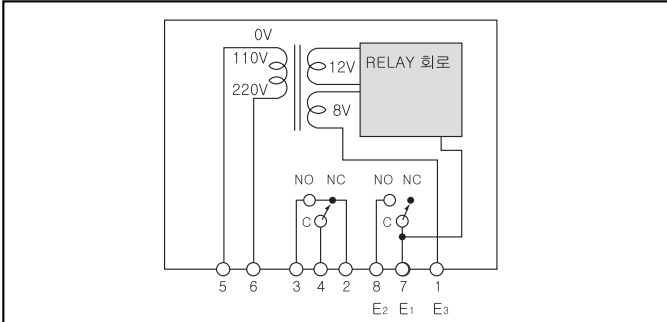 0V
110V
220V
12V
8V
RELAY 회로
NO NC NO NC
C C
5 6 3 4 2 8 7 1
E2 E1 E3